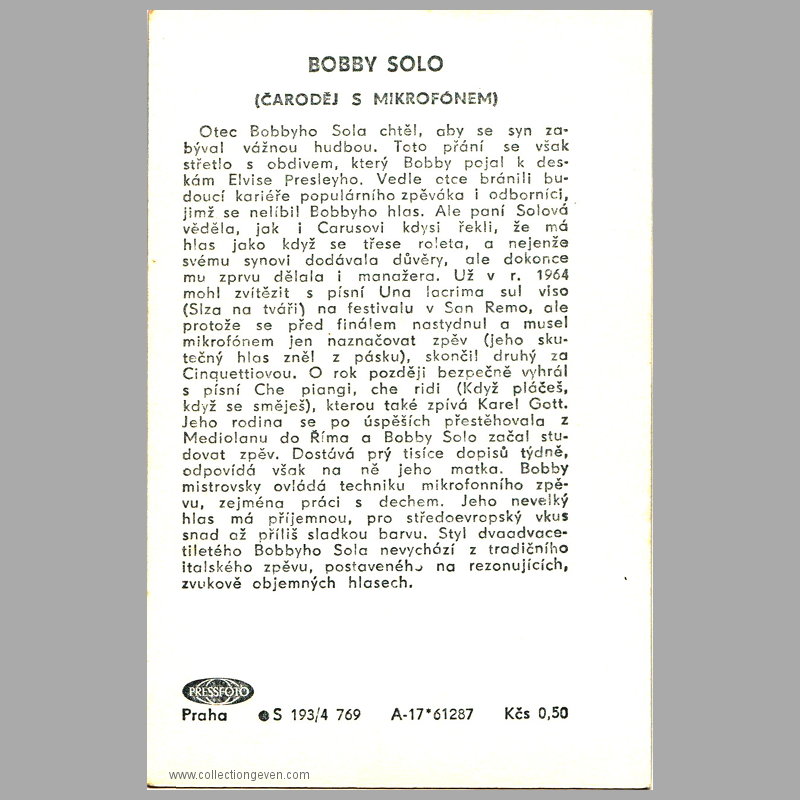 BOBBY SOLO
(ČARODĚJ S MIKROFÓNEM)
Otec Bobbyho Sola chtěl, aby se syn za-
býval vážnou hudbou. Toto přání se však
střetlo s obdivem, který Bobby pojal k des-
kám Elvise Presleyho. Vedle otce bránili bu-
doucí kariéře populárního zpěváka i odborníci,
jimž se nelíbil Bobbyho hlas. Ale paní Solová
věděla, jak i Carusovi kdysi řekli, že má
hlas jako když se třese roleta, a nejenže
svému synovi dodávala důvěry, ale dokonce
mu zprvu dělala i manažera. Už v r. 1964
mohl zvítězit s písní Una lacrima sul viso
(Slza na tváři) na festivalu v San Remo, ale
protože se před finálem nastydnul a musel
mikrofónem jen naznačovat zpěv (jeho sku-
tečný hlas zněl z pásku), skončil druhý za
Cinquettiovou. O rok později bezpečně vyhrál
s písní Che piangi, che ridi (Když pláčeš,
když se směješ), kterou také zpívá Karel Gott.
Jeho rodina se po úspěších přestěhovala z
Mediolanu do Říma a Bobby Solo začal stu-
dovat zpěv. Dostává prý tisíce dopisů týdně,
odpovídá však na ně jeho matka. Bobby
mistrovsky ovládá techniku mikrofonního zpě-
vu, zejména práci s dechem. Jeho nevelký
hlas má příjemnou, pro středoevropský vkus
snad až příliš sladkou barvu. Styl dvaadvace-
tiletého Bobbyho Sola nevychází z tradičního
italského zpěvu, postaveného na rezonujících,
zvukově objemných hlasech.
PRESSFOTO
Praha ●S 193/4 769 A-17*61287 Kčs 0,50
www.collectiongeven.com